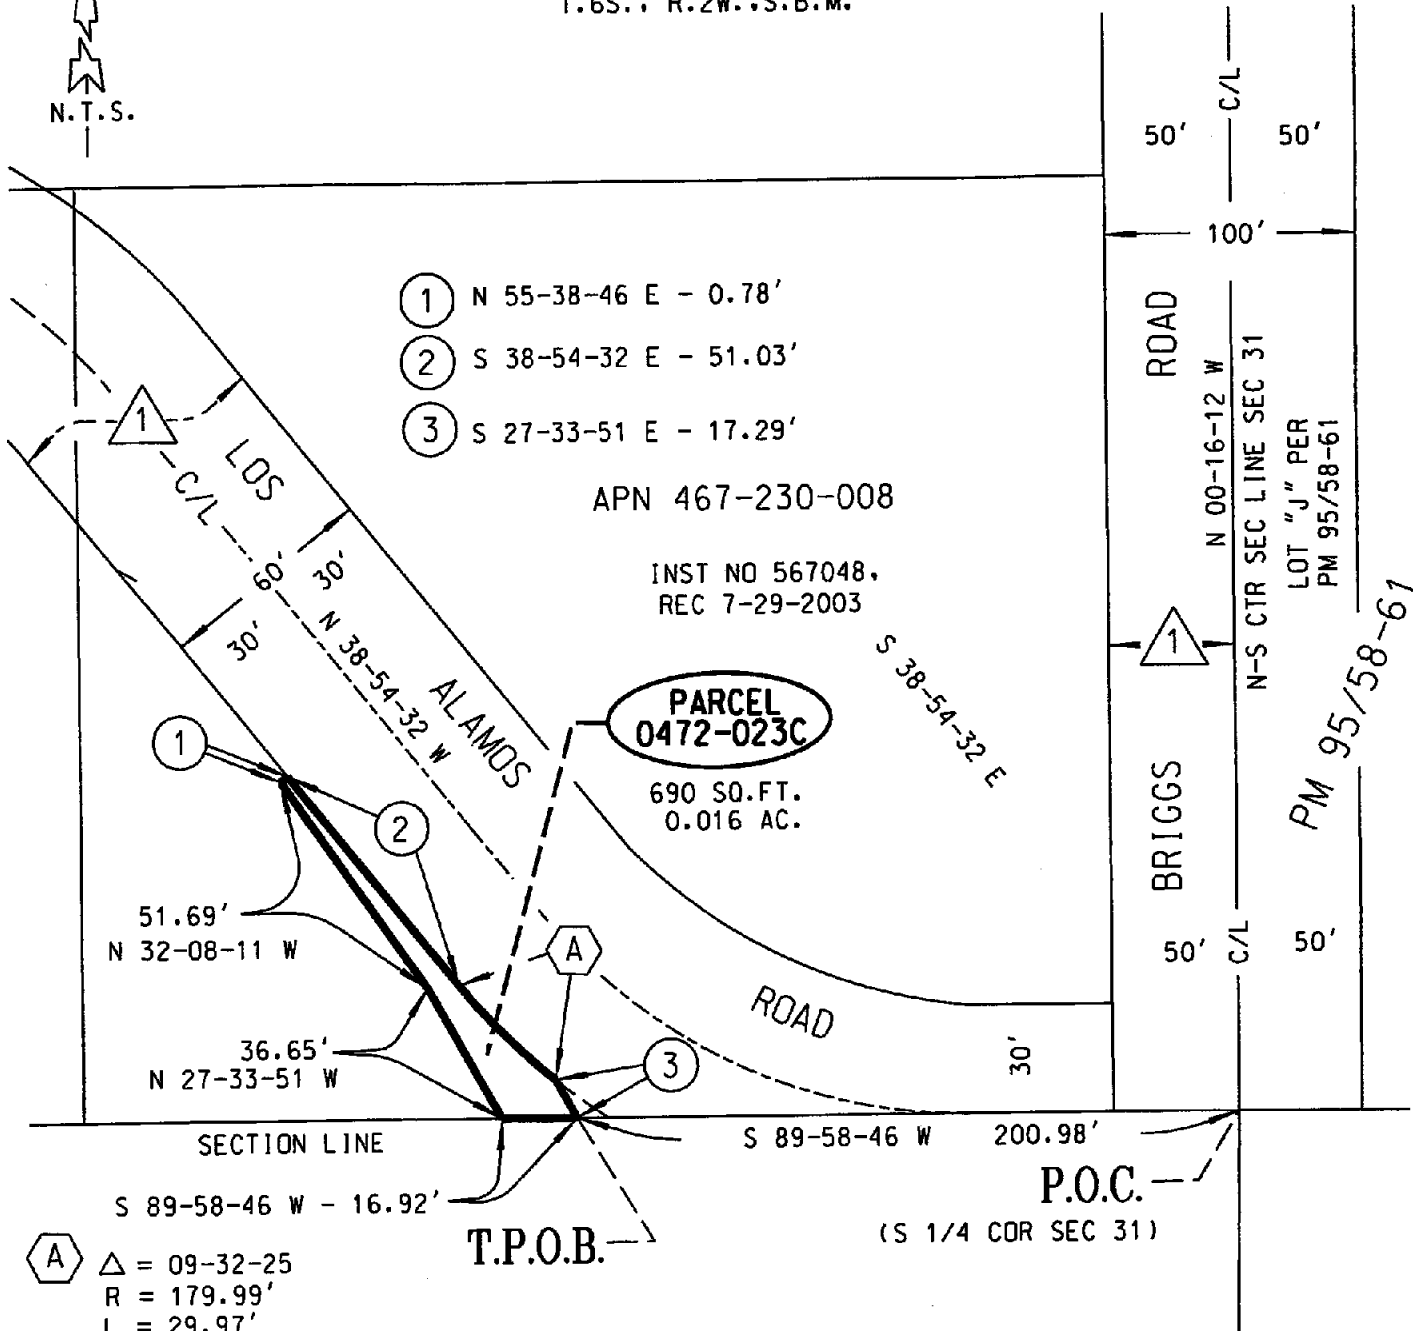 T.6S., R.2W.,S.B.M.
N.T.S.
C/L
50' 50'
100'
1 N 55-38-46 E - 0.78'
2 S 38-54-32 E - 51.03'
3 S 27-33-51 E - 17.29'
APN 467-230-008
INST NO 567048,
REC 7-29-2003
1
LOS
C/L
60'
30'
30'
N 38-54-32 W
ALAMOS
PARCEL
0472-023C
690 SQ.FT.
0.016 AC.
S 38-54-32 E
ROAD
N 00-16-12 W
N-S CTR SEC LINE SEC 31
LOT "J" PER
PM 95/58-61
1
PM 95/58-61
BRIGGS
50' C/L 50'
1
2
51.69'
N 32-08-11 W
A
ROAD
30'
36.65'
N 27-33-51 W
3
SECTION LINE
S 89-58-46 W 200.98'
S 89-58-46 W - 16.92'
P.O.C.
(S 1/4 COR SEC 31)
T.P.O.B.
A △ = 09-32-25
R = 179.99'
L = 29.97'